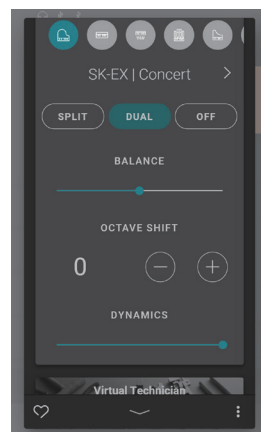 SK-EX | Concert
SPLIT DUAL OFF
BALANCE
OCTAVE SHIFT
0
DYNAMICS
Virtual Technician